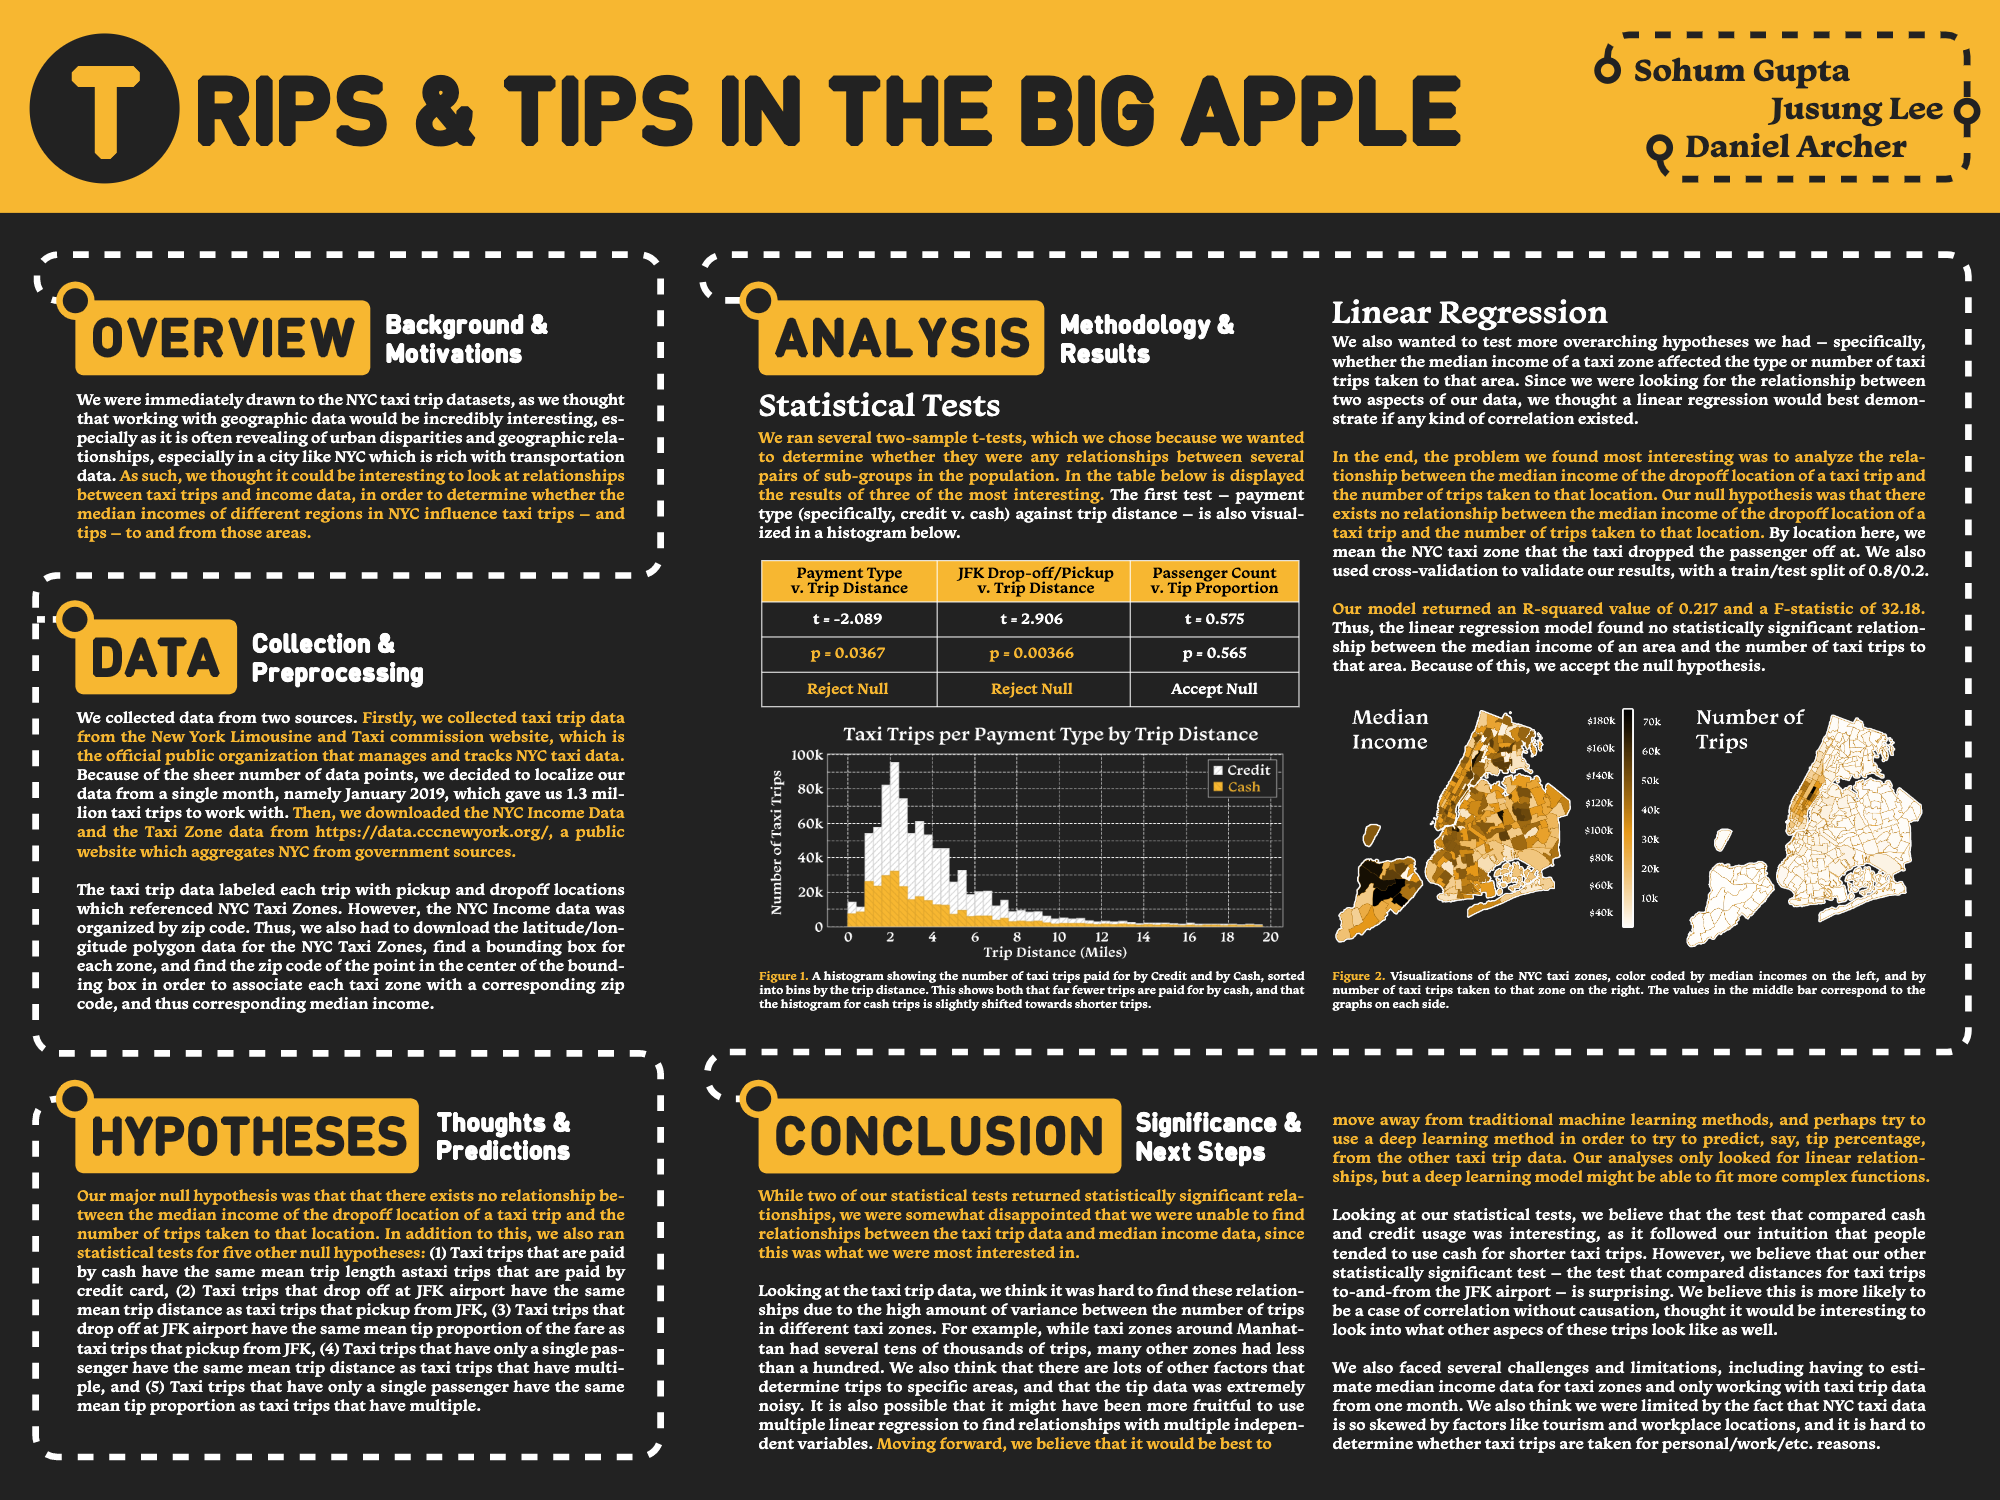 TRIPS & TIPS IN THE BIG APPLE
Sohum Gupta
Jusung Lee
Daniel Archer
OVERVIEW
Background &
Motivations
We were immediately drawn to the NYC taxi trip datasets, as we thought
that working with geographic data would be incredibly interesting, es-
pecially as it is often revealing of urban disparities and geographic rela-
tionships, especially in a city like NYC which is rich with transportation
data. As such, we thought it could be interesting to look at relationships
between taxi trips and income data, in order to determine whether the
median incomes of different regions in NYC influence taxi trips – and
tips – to and from those areas.
DATA
Collection &
Preprocessing
We collected data from two sources. Firstly, we collected taxi trip data
from the New York Limousine and Taxi commission website, which is
the official public organization that manages and tracks NYC taxi data.
Because of the sheer number of data points, we decided to localize our
data from a single month, namely January 2019, which gave us 1.3 mil-
lion taxi trips to work with. Then, we downloaded the NYC Income Data
and the Taxi Zone data from https://data.cccnewyork.org/, a public
website which aggregates NYC from government sources.
The taxi trip data labeled each trip with pickup and dropoff locations
which referenced NYC Taxi Zones. However, the NYC Income data was
organized by zip code. Thus, we also had to download the latitude/lon-
gitude polygon data for the NYC Taxi Zones, find a bounding box for
each zone, and find the zip code of the point in the center of the bound-
ing box in order to associate each taxi zone with a corresponding zip
code, and thus corresponding median income.
HYPOTHESES
Thoughts &
Predictions
Our major null hypothesis was that that there exists no relationship be-
tween the median income of the dropoff location of a taxi trip and the
number of trips taken to that location. In addition to this, we also ran
statistical tests for five other null hypotheses: (1) Taxi trips that are paid
by cash have the same mean trip length astaxi trips that are paid by
credit card, (2) Taxi trips that drop off at JFK airport have the same
mean trip distance as taxi trips that pickup from JFK, (3) Taxi trips that
drop off at JFK airport have the same mean tip proportion of the fare as
taxi trips that pickup from JFK, (4) Taxi trips that have only a single pas-
senger have the same mean trip distance as taxi trips that have multi-
ple, and (5) Taxi trips that have only a single passenger have the same
mean tip proportion as taxi trips that have multiple.
ANALYSIS
Methodology &
Results
Statistical Tests
We ran several two-sample t-tests, which we chose because we wanted
to determine whether they were any relationships between several
pairs of sub-groups in the population. In the table below is displayed
the results of three of the most interesting. The first test – payment
type (specifically, credit v. cash) against trip distance – is also visual-
ized in a histogram below.
Payment Type v. Trip Distance JFK Drop-off/Pickup v. Trip Distance Passenger Count v. Tip Proportion
t = -2.089 t = 2.906 t = 0.575
p = 0.0367 p = 0.00366 p = 0.565
Reject Null Reject Null Accept Null
Taxi Trips per Payment Type by Trip Distance
Number of Taxi Trips
100k
80k
60k
40k
20k
0
Credit
Cash
0 2 4 6 8 10 12 14 16 18 20
Trip Distance (Miles)
Figure 1. A histogram showing the number of taxi trips paid for by Credit and by Cash, sorted
into bins by the trip distance. This shows both that far fewer trips are paid for by cash, and that
the histogram for cash trips is slightly shifted towards shorter trips.
Linear Regression
We also wanted to test more overarching hypotheses we had – specifically,
whether the median income of a taxi zone affected the type or number of taxi
trips taken to that area. Since we were looking for the relationship between
two aspects of our data, we thought a linear regression would best demon-
strate if any kind of correlation existed.
In the end, the problem we found most interesting was to analyze the rela-
tionship between the median income of the dropoff location of a taxi trip and
the number of trips taken to that location. Our null hypothesis was that there
exists no relationship between the median income of the dropoff location of a
taxi trip and the number of trips taken to that location. By location here, we
mean the NYC taxi zone that the taxi dropped the passenger off at. We also
used cross-validation to validate our results, with a train/test split of 0.8/0.2.
Our model returned an R-squared value of 0.217 and a F-statistic of 32.18.
Thus, the linear regression model found no statistically significant relation-
ship between the median income of an area and the number of taxi trips to
that area. Because of this, we accept the null hypothesis.
Median
Income
$180k
$160k
$140k
$120k
$100k
$80k
$60k
$40k
70k
60k
50k
40k
30k
20k
10k
Number of
Trips
Figure 2. Visualizations of the NYC taxi zones, color coded by median incomes on the left, and by
number of taxi trips taken to that zone on the right. The values in the middle bar correspond to the
graphs on each side.
CONCLUSION
Significance &
Next Steps
While two of our statistical tests returned statistically significant rela-
tionships, we were somewhat disappointed that we were unable to find
relationships between the taxi trip data and median income data, since
this was what we were most interested in.
Looking at the taxi trip data, we think it was hard to find these relation-
ships due to the high amount of variance between the number of trips
in different taxi zones. For example, while taxi zones around Manhat-
tan had several tens of thousands of trips, many other zones had less
than a hundred. We also think that there are lots of other factors that
determine trips to specific areas, and that the tip data was extremely
noisy. It is also possible that it might have been more fruitful to use
multiple linear regression to find relationships with multiple indepen-
dent variables. Moving forward, we believe that it would be best to
move away from traditional machine learning methods, and perhaps try to
use a deep learning method in order to try to predict, say, tip percentage,
from the other taxi trip data. Our analyses only looked for linear relation-
ships, but a deep learning model might be able to fit more complex functions.
Looking at our statistical tests, we believe that the test that compared cash
and credit usage was interesting, as it followed our intuition that people
tended to use cash for shorter taxi trips. However, we believe that our other
statistically significant test – the test that compared distances for taxi trips
to-and-from the JFK airport – is surprising. We believe this is more likely to
be a case of correlation without causation, thought it would be interesting to
look into what other aspecs of these trips look like as well.
We also faced several challenges and limitations, including having to esti-
mate median income data for taxi zones and only working with taxi trip data
from one month. We also think we were limited by the fact that NYC taxi data
is so skewed by factors like tourism and workplace locations, and it is hard to
determine whether taxi trips are taken for personal/work/etc. reasons.